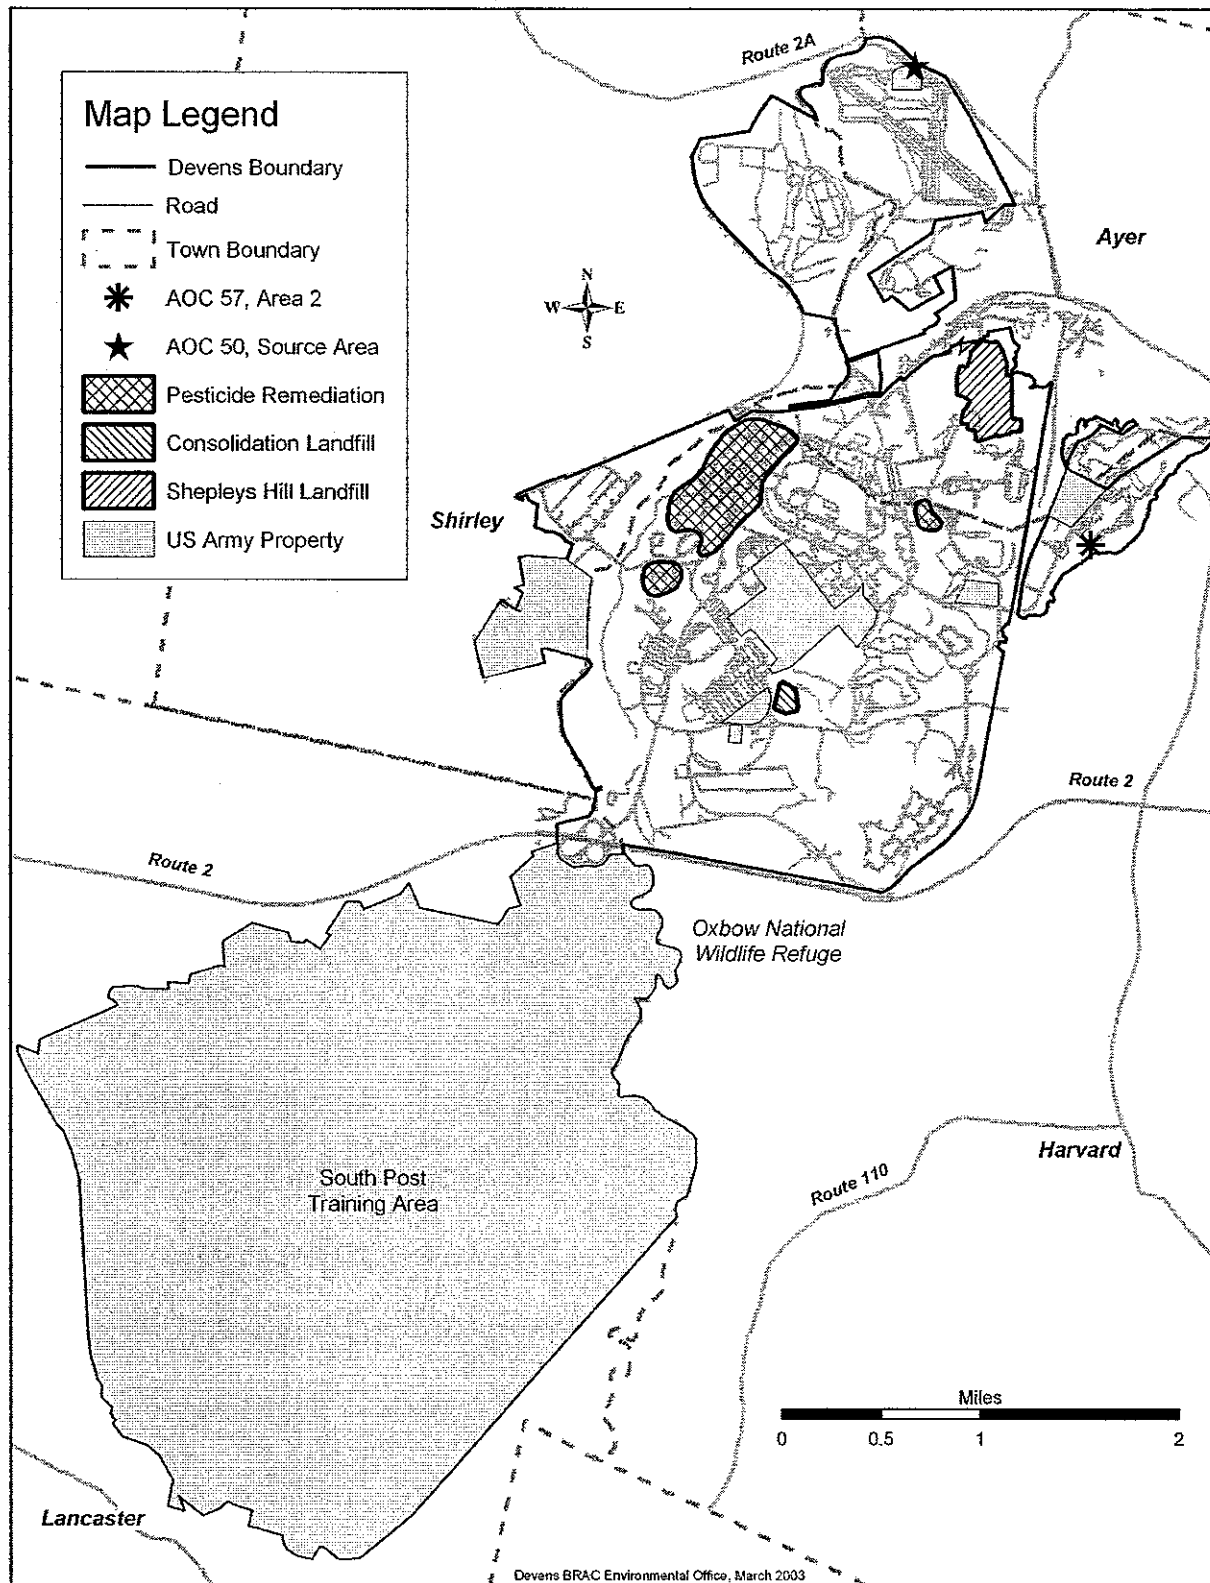 Route 2A
Map Legend
Devens Boundary
Road
Town Boundary
AOC 57, Area 2
AOC 50, Source Area
Pesticide Remediation
Consolidation Landfill
Shepleys Hill Landfill
US Army Property
N
W E
S
Ayer
Shirley
Route 2
Route 2
Oxbow National
Wildlife Refuge
South Post
Training Area
Harvard
Route 110
Miles
0 0.5 1 2
Lancaster
Devens BRAC Environmental Office, March 2003